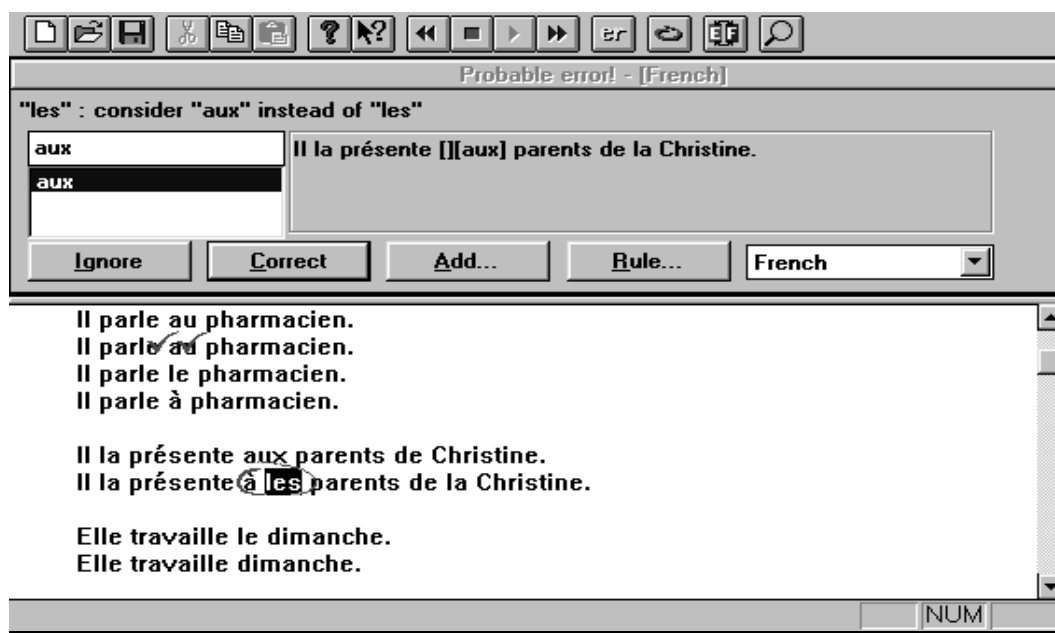 Probable error! - [French]
"les" : consider "aux" instead of "les"
aux
Il la présente [][aux] parents de la Christine.
aux
Ignore Correct Add... Rule... French
Il parle au pharmacien.
Il parle au pharmacien.
Il parle le pharmacien.
Il parle à pharmacien.
Il la présente aux parents de Christine.
Il la présente à les parents de la Christine.
Elle travaille le dimanche.
Elle travaille dimanche.
NUM